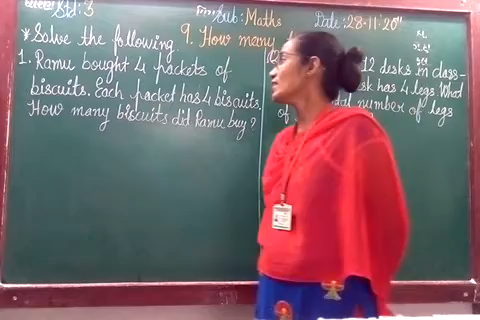 Std : 3
Sub : Maths
Date : 28-11-20
* Solve the following
9. How many
1. Ramu bought 4 packets of
biscuits. Each packet has 4 biscuits.
How many biscuits did Ramu buy ?
12 desks in class-
has 4 legs. What
of number of legs